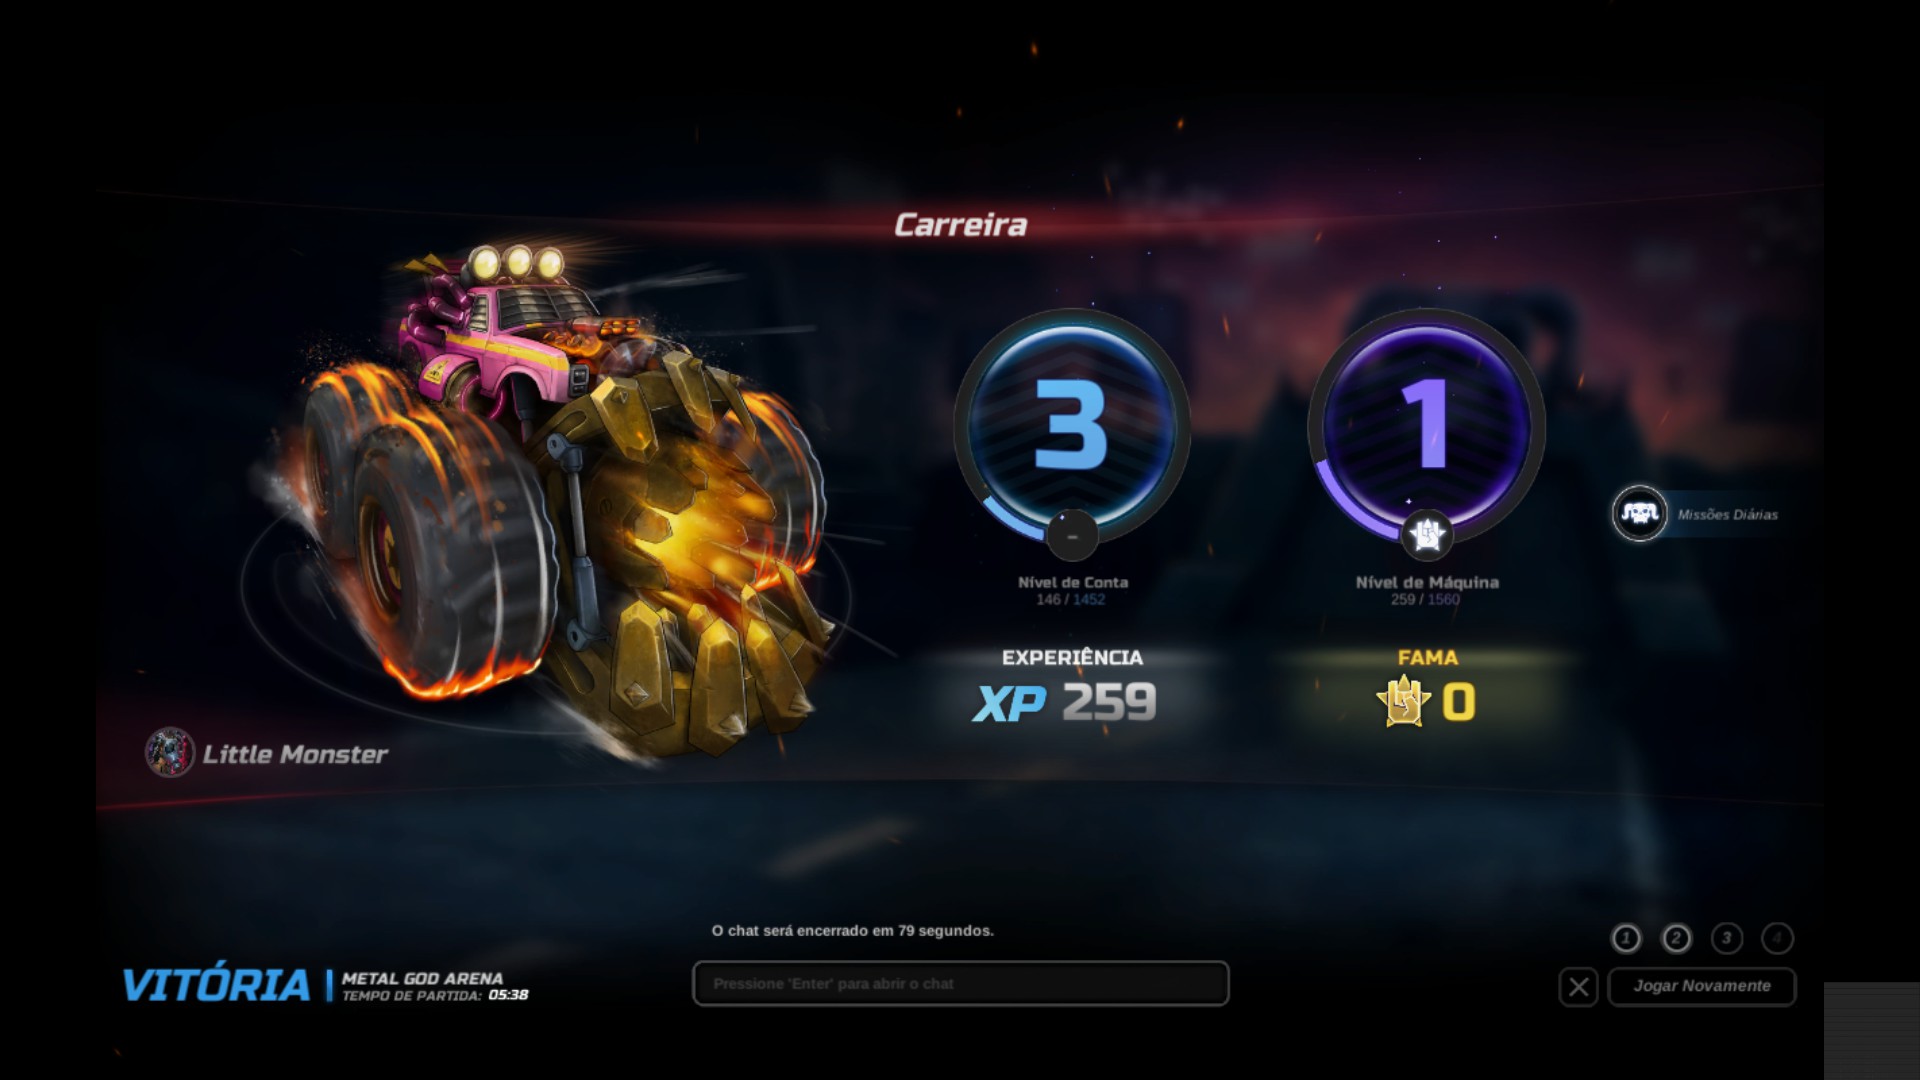 Carreira
3
1
Nível de Conta
146 / 1452
Nível de Máquina
259 / 1560
Missões Diárias
EXPERIÊNCIA
XP 259
FAMA
0
Little Monster
O chat será encerrado em 79 segundos.
1 2 3 4
VITÓRIA
METAL GOD ARENA
TEMPO DE PARTIDA: 05:38
Pressione 'Enter' para abrir o chat
Jogar Novamente